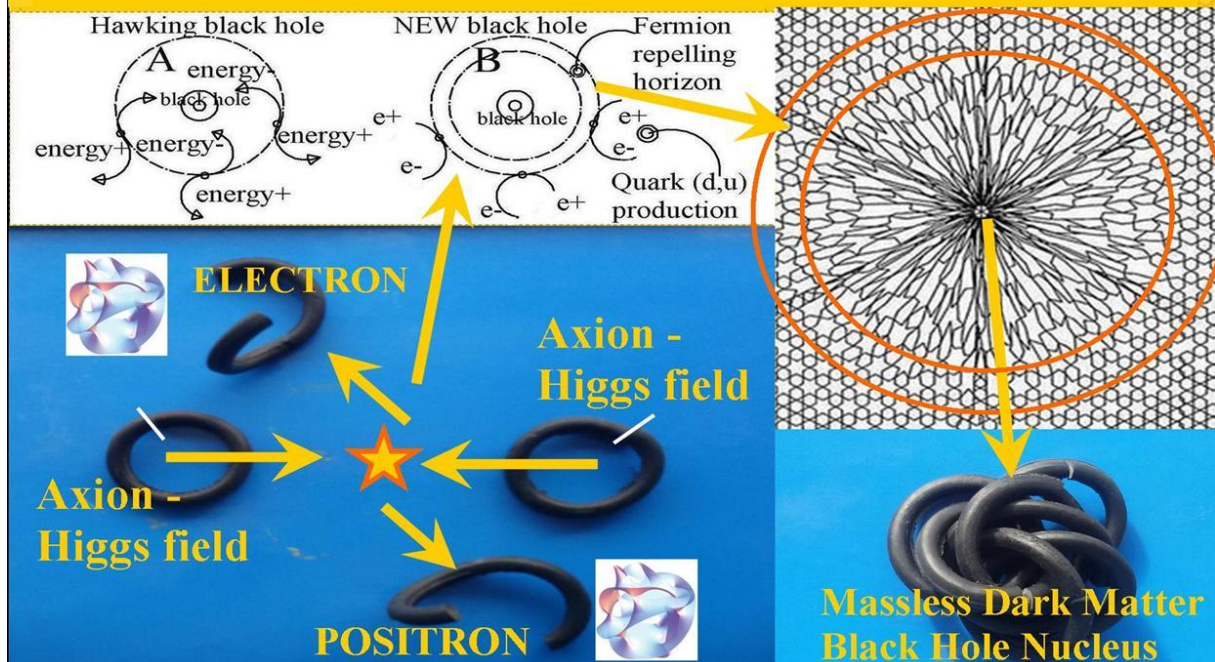 Hawking black hole
A
energy-
black hole
energy+
energy-
energy+
energy+
NEW black hole
B
Fermion
repelling
horizon
black hole
e+
e-
e-
e+
e+
e-
Quark (d,u)
production
ELECTRON
Axion -
Higgs field
Axion -
Higgs field
POSITRON
Massless Dark Matter
Black Hole Nucleus